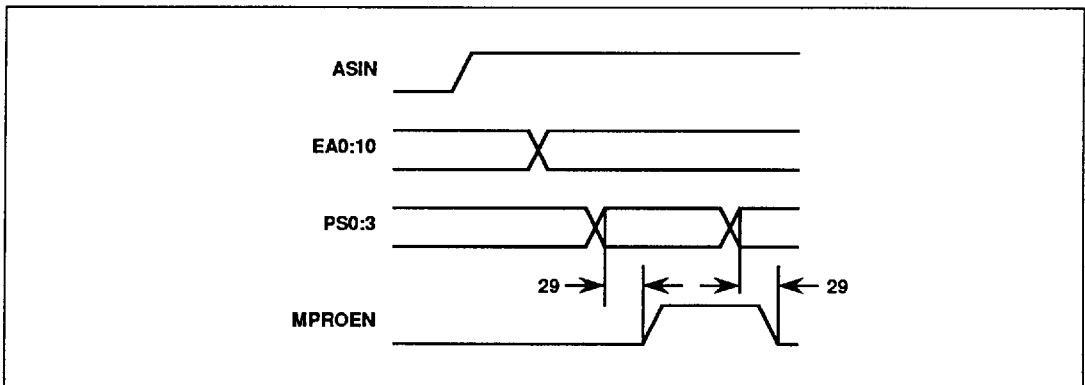 ASIN
EA0:10
PS0:3
29 29
MPROEN